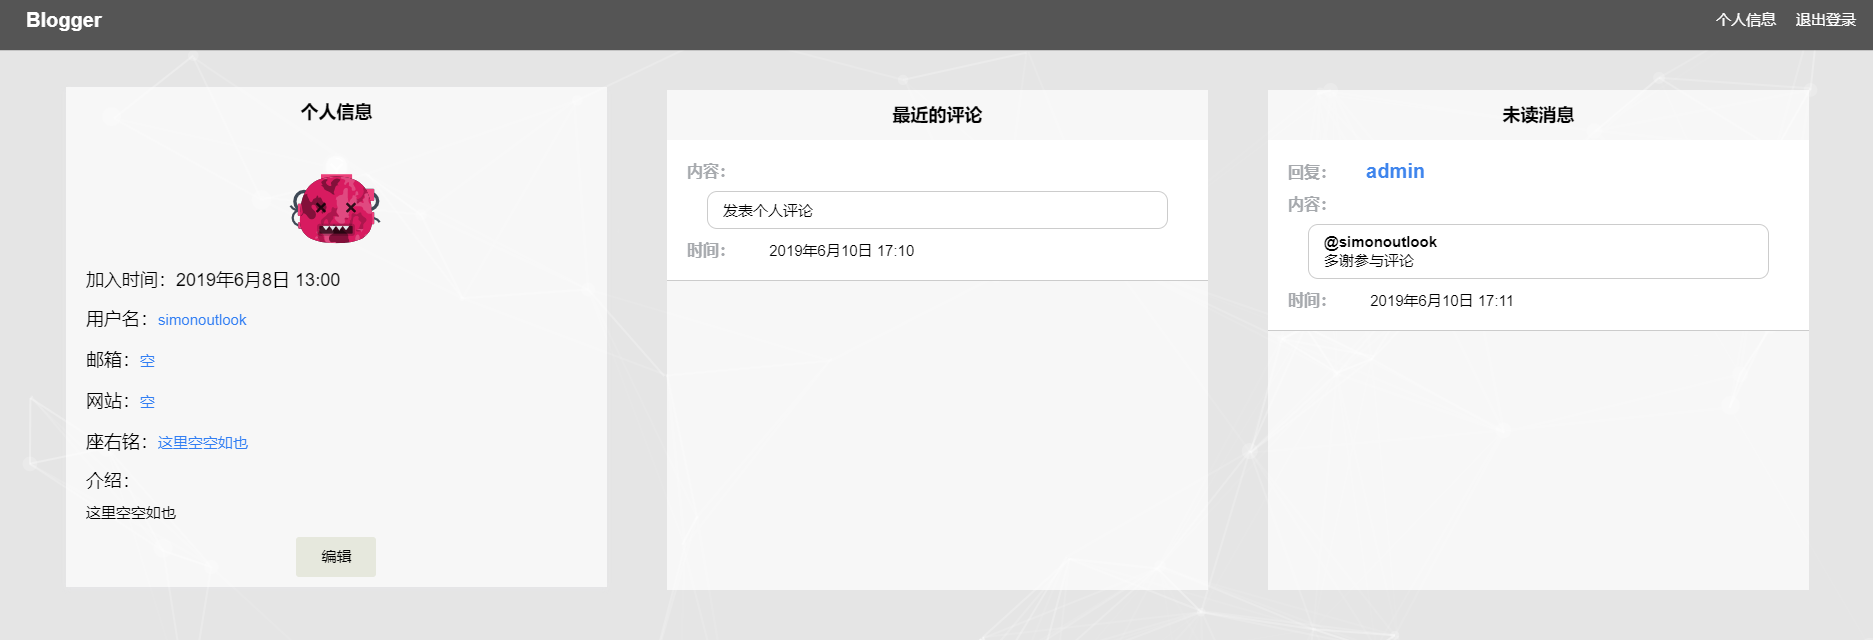 Blogger
个人信息 退出登录
个人信息
加入时间：2019年6月8日 13:00
用户名：simonoutlook
邮箱：空
网站：空
座右铭：这里空空如也
介绍：
这里空空如也
编辑
最近的评论
内容：
发表个人评论
时间： 2019年6月10日 17:10
未读消息
回复： admin
内容：
@simonoutlook
多谢参与评论
时间： 2019年6月10日 17:11